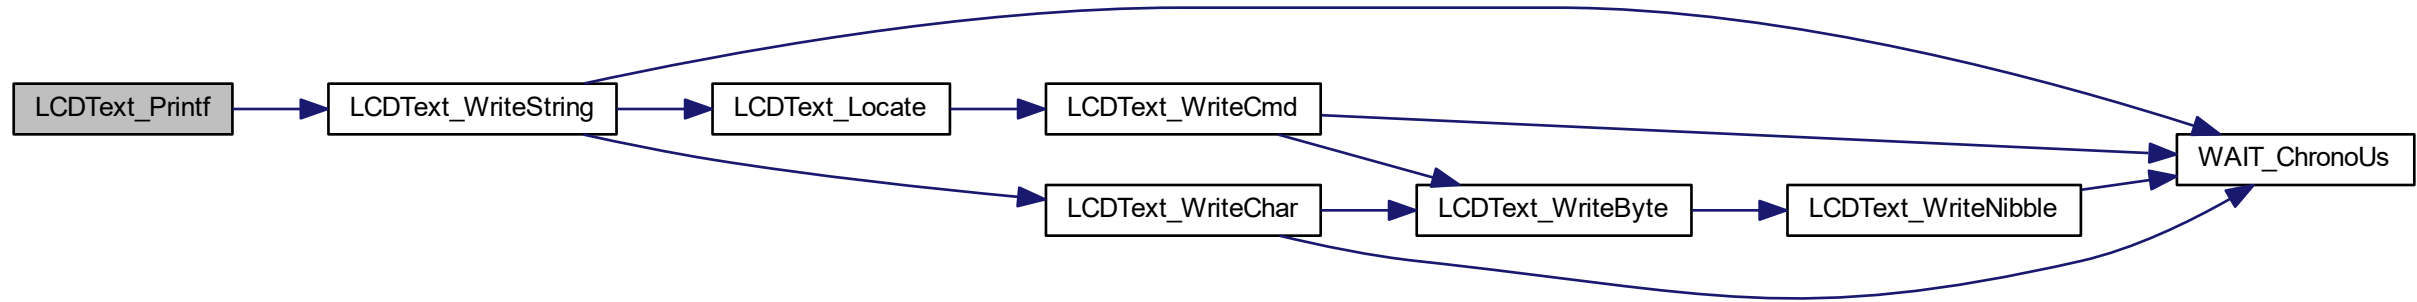 LCDText_Printf
LCDText_WriteString
LCDText_Locate
LCDText_WriteCmd
WAIT_ChronoUs
LCDText_WriteChar
LCDText_WriteByte
LCDText_WriteNibble